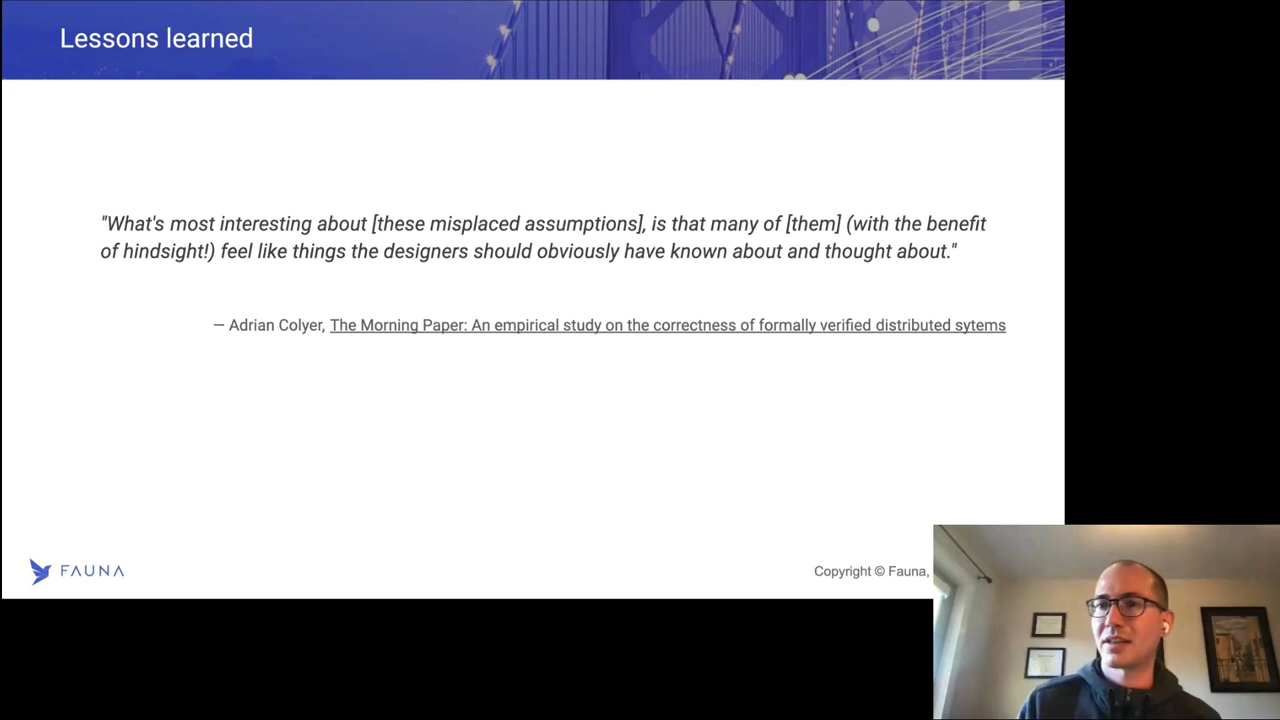 Lessons learned
"What's most interesting about [these misplaced assumptions], is that many of [them] (with the benefit
of hindsight!) feel like things the designers should obviously have known about and thought about."
— Adrian Colyer, The Morning Paper: An empirical study on the correctness of formally verified distributed sytems
FAUNA
Copyright © Fauna,